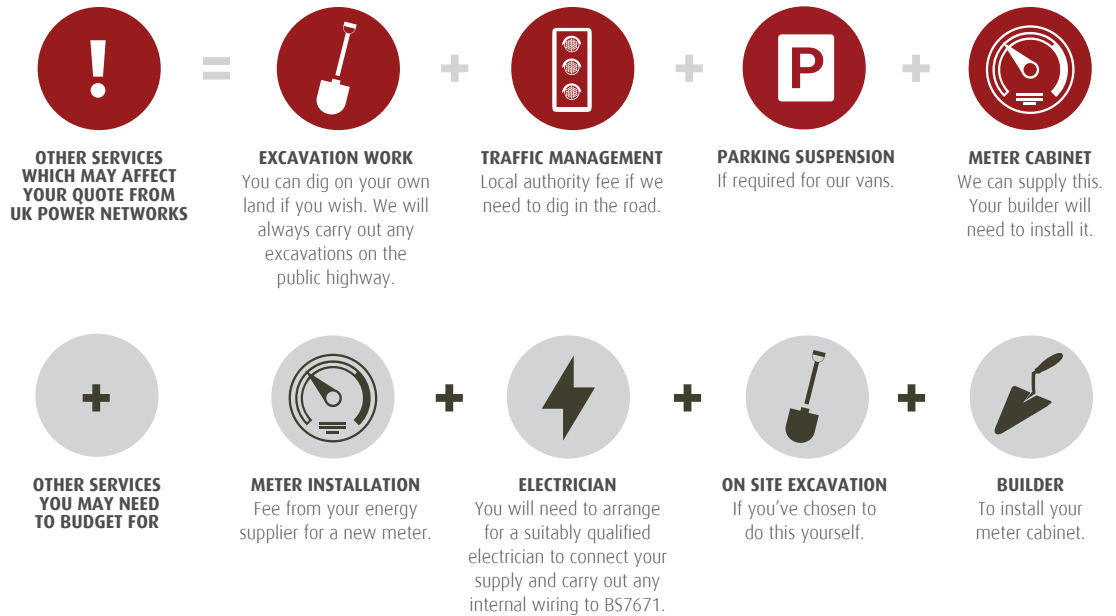 !
=
+
+
+
P
OTHER SERVICES
WHICH MAY AFFECT
YOUR QUOTE FROM
UK POWER NETWORKS
EXCAVATION WORK
You can dig on your own
land if you wish. We will
always carry out any
excavations on the
public highway.
TRAFFIC MANAGEMENT
Local authority fee if we
need to dig in the road.
PARKING SUSPENSION
If required for our vans.
METER CABINET
We can supply this.
Your builder will
need to install it.
+
+
+
+
OTHER SERVICES
YOU MAY NEED
TO BUDGET FOR
METER INSTALLATION
Fee from your energy
supplier for a new meter.
ELECTRICIAN
You will need to arrange
for a suitably qualified
electrician to connect your
supply and carry out any
internal wiring to BS7671.
ON SITE EXCAVATION
If you've chosen to
do this yourself.
BUILDER
To install your
meter cabinet.